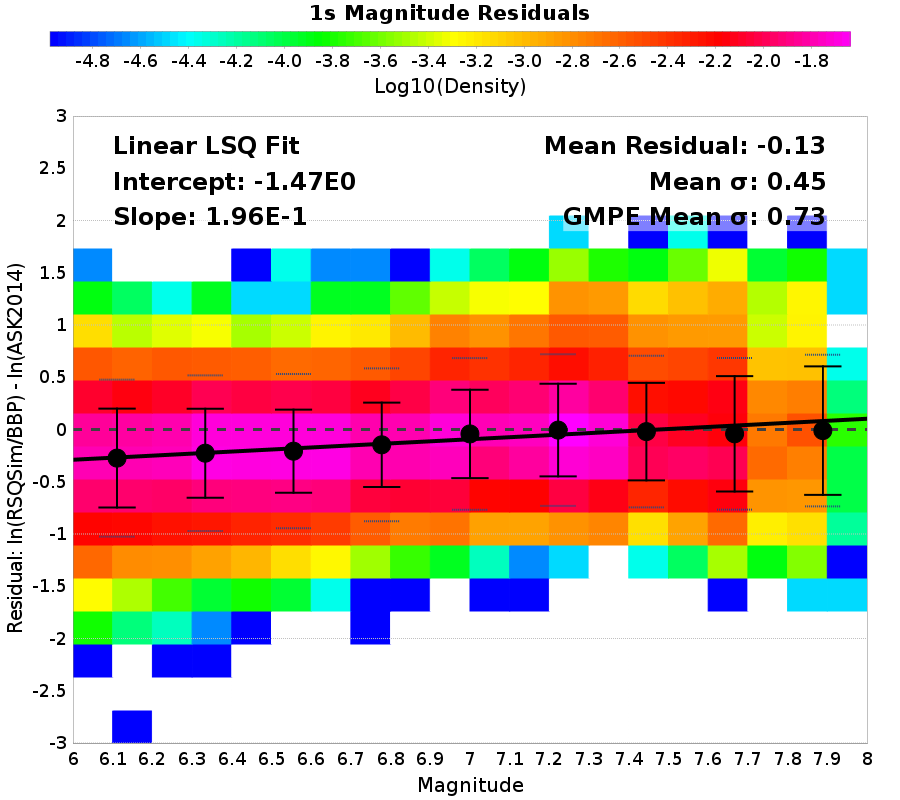 1s Magnitude Residuals
-4.8 -4.6 -4.4 -4.2 -4.0 -3.8 -3.6 -3.4 -3.2 -3.0 -2.8 -2.6 -2.4 -2.2 -2.0 -1.8
Log10(Density)
Residual: ln(RSQSim/BBP) - ln(ASK2014)
3
2.5
2
1.5
1
0.5
0
-0.5
-1
-1.5
-2
-2.5
-3
Linear LSQ Fit
Intercept: -1.47E0
Slope: 1.96E-1
Mean Residual: -0.13
Mean σ: 0.45
GMPE Mean σ: 0.73
6 6.1 6.2 6.3 6.4 6.5 6.6 6.7 6.8 6.9 7 7.1 7.2 7.3 7.4 7.5 7.6 7.7 7.8 7.9 8
Magnitude